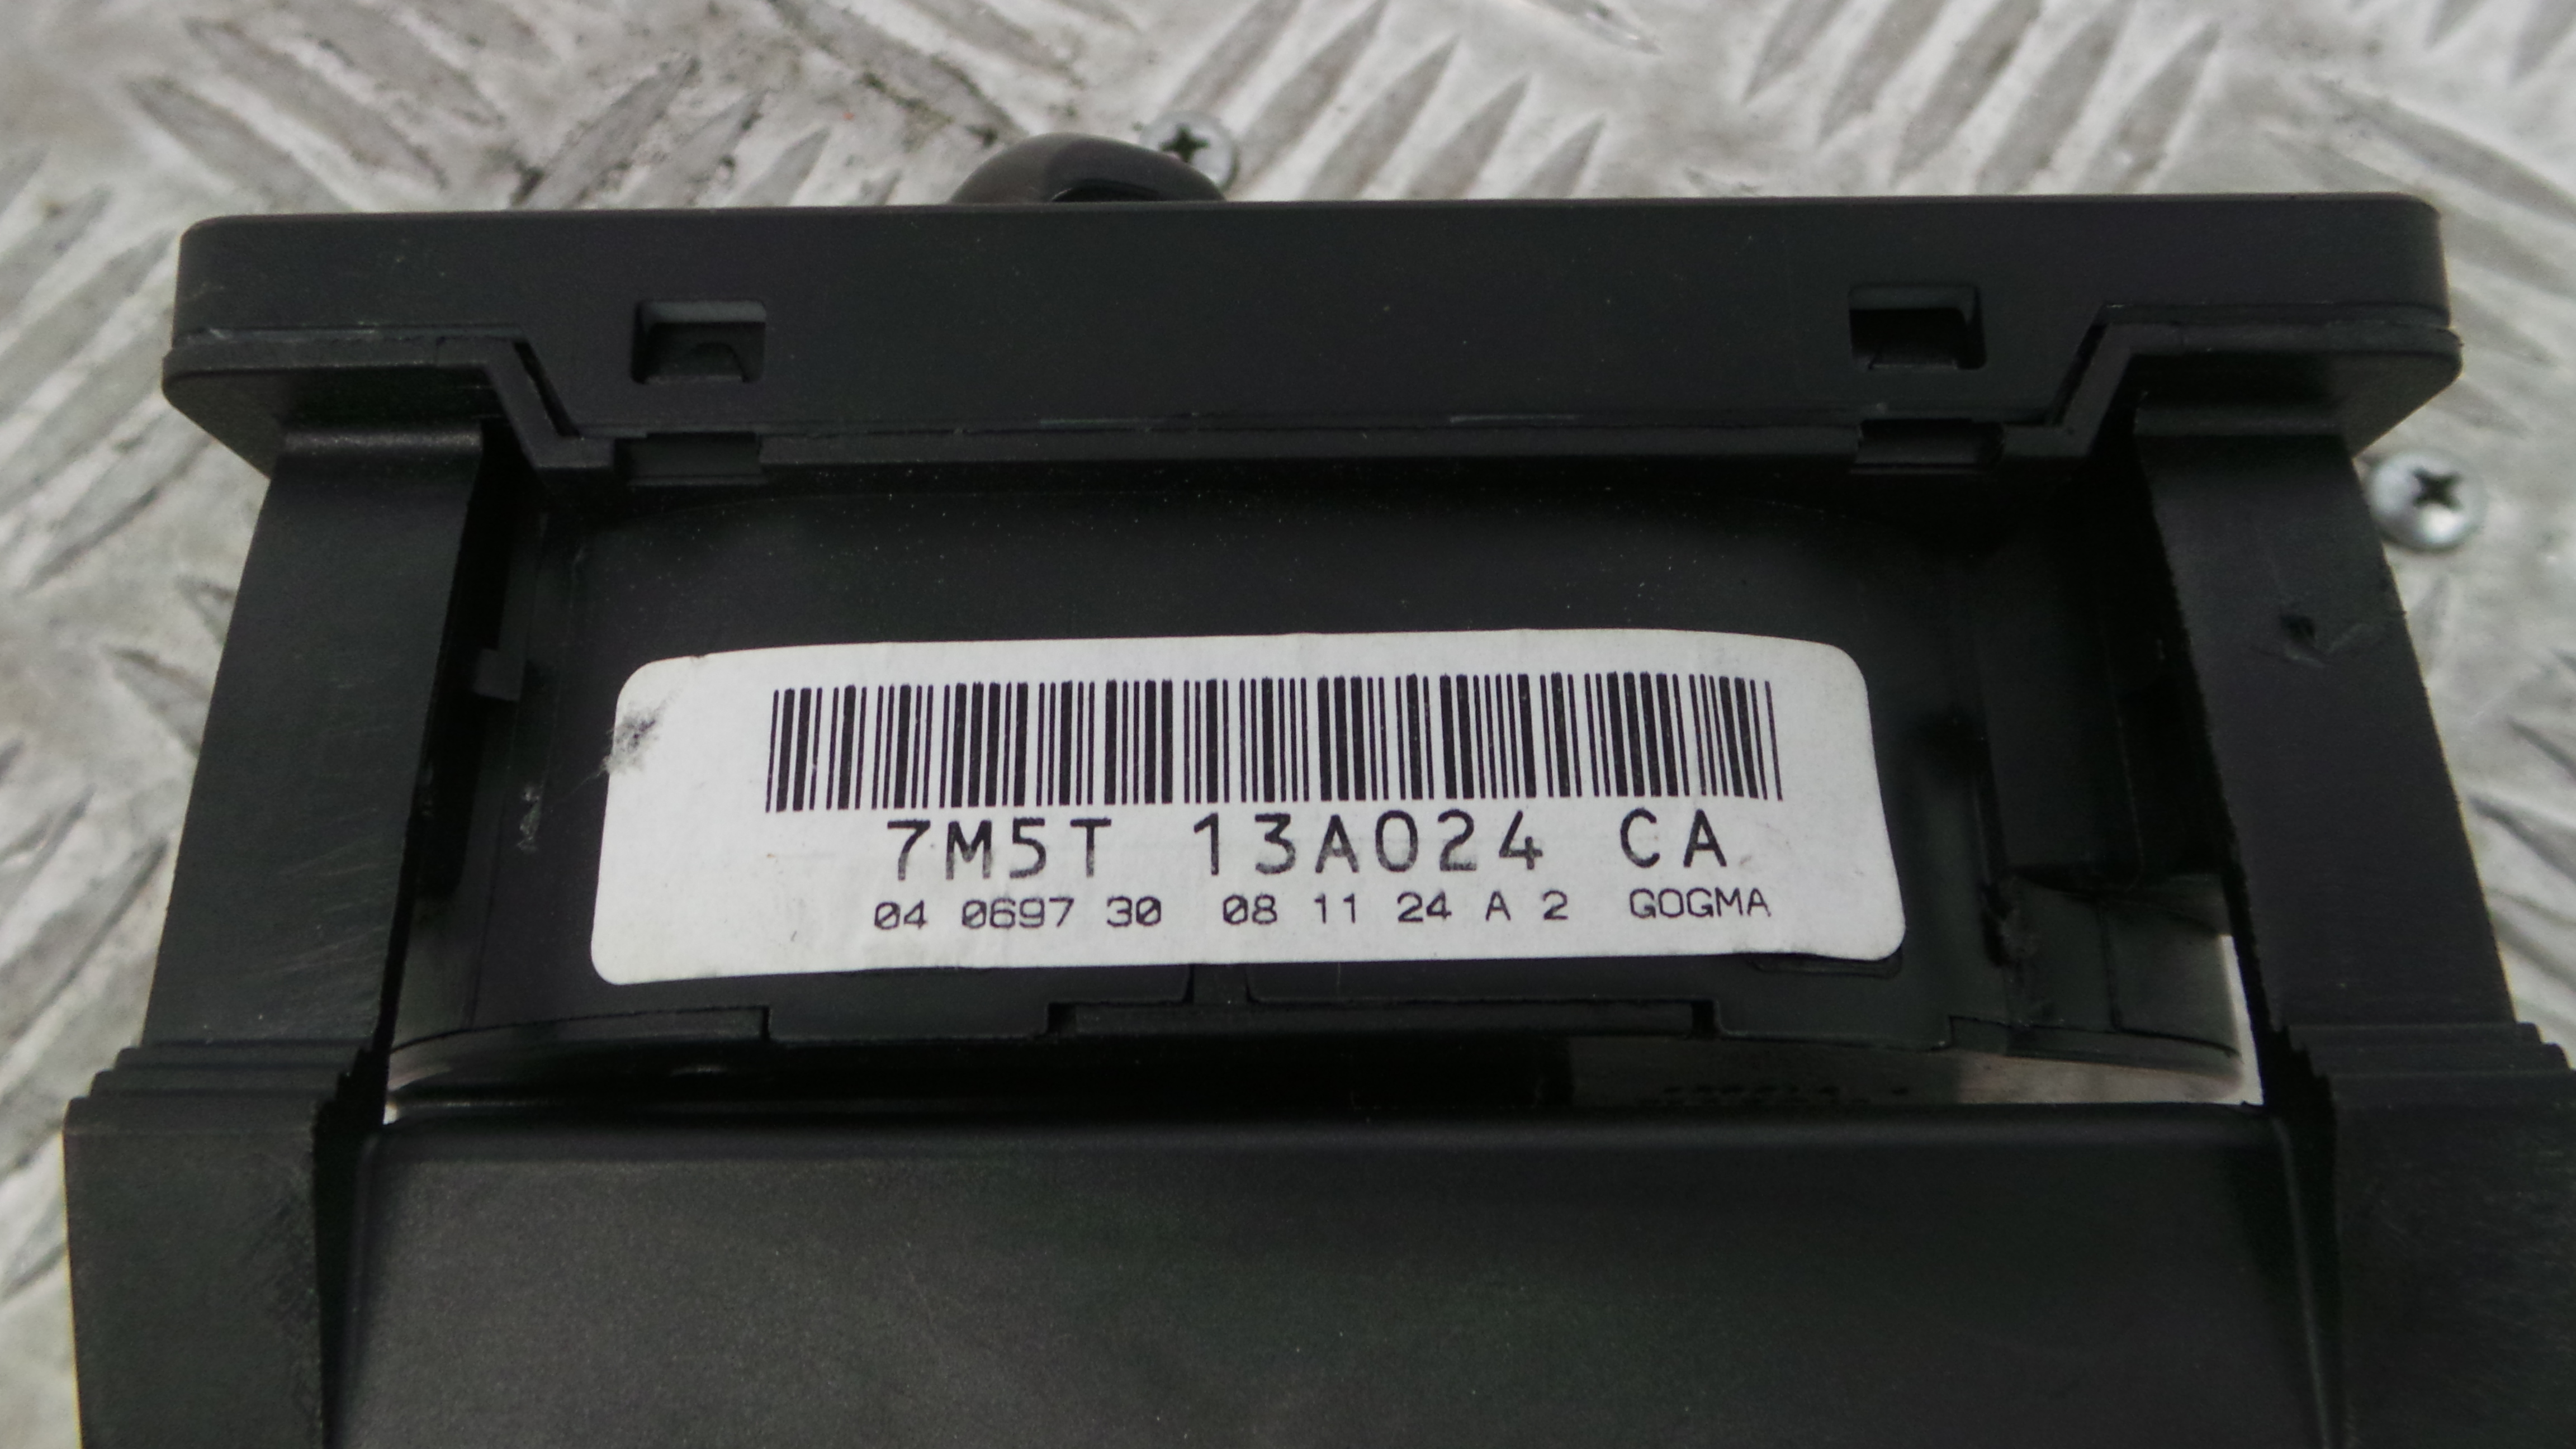 7M5T 13A024 CA
04 0697 30 08 11 24 A 2 GOGMA